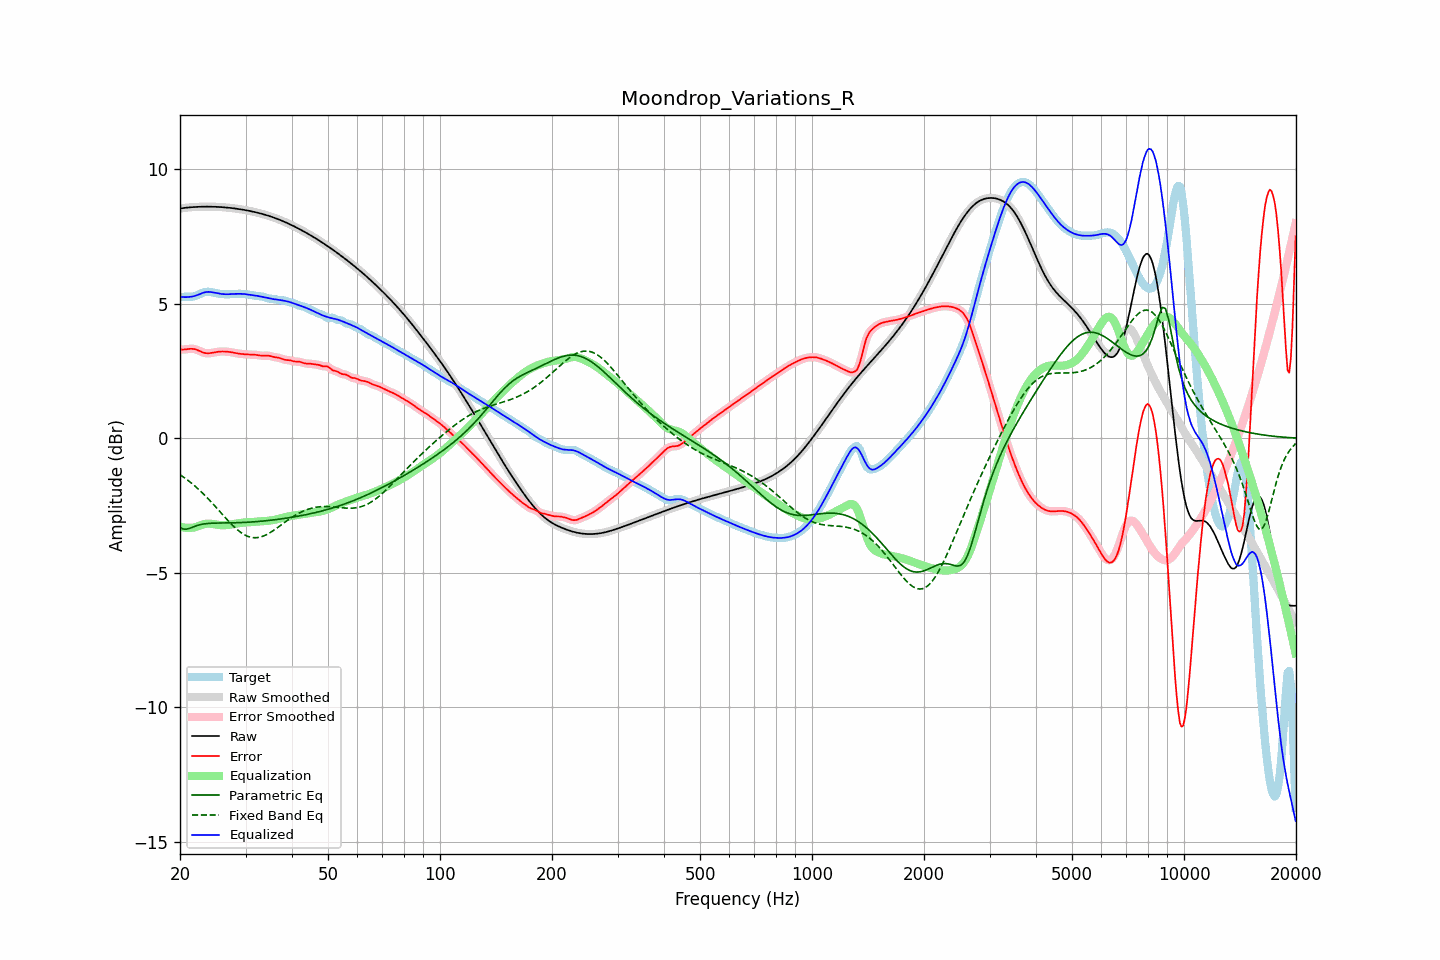 Moondrop_Variations_R
Amplitude (dBr)
10
5
0
−5
−10
−15
Target
Raw Smoothed
Error Smoothed
Raw
Error
Equalization
Parametric Eq
Fixed Band Eq
Equalized
20 50 100 200 500 1000 2000 5000 10000 20000
Frequency (Hz)